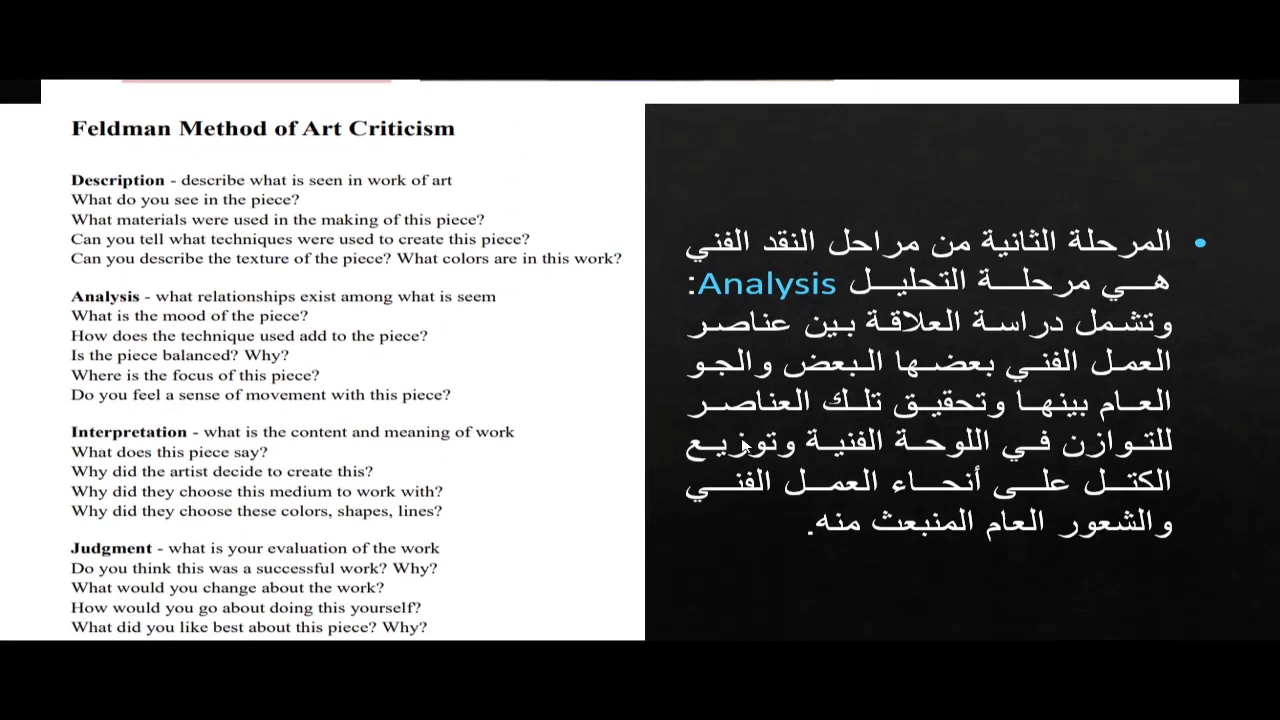 Feldman Method of Art Criticism
Description - describe what is seen in work of art
What do you see in the piece?
What materials were used in the making of this piece?
Can you tell what techniques were used to create this piece?
Can you describe the texture of the piece? What colors are in this work?
Analysis - what relationships exist among what is seem
What is the mood of the piece?
How does the technique used add to the piece?
Is the piece balanced? Why?
Where is the focus of this piece?
Do you feel a sense of movement with this piece?
Interpretation - what is the content and meaning of work
What does this piece say?
Why did the artist decide to create this?
Why did they choose this medium to work with?
Why did they choose these colors, shapes, lines?
Judgment - what is your evaluation of the work
Do you think this was a successful work? Why?
What would you change about the work?
How would you go about doing this yourself?
What did you like best about this piece? Why?
• المرحلة الثانية من مراحل النقد الفني
هي مرحلة التحليل Analysis:
وتشمل دراسة العلاقة بين عناصر
العمل الفني بعضها البعض والجو
العام بينها وتحقيق تلك العناصر
للتوازن في اللوحة الفنية وتوزيع
الكتل على أنحاء العمل الفني
والشعور العام المنبعث منه.